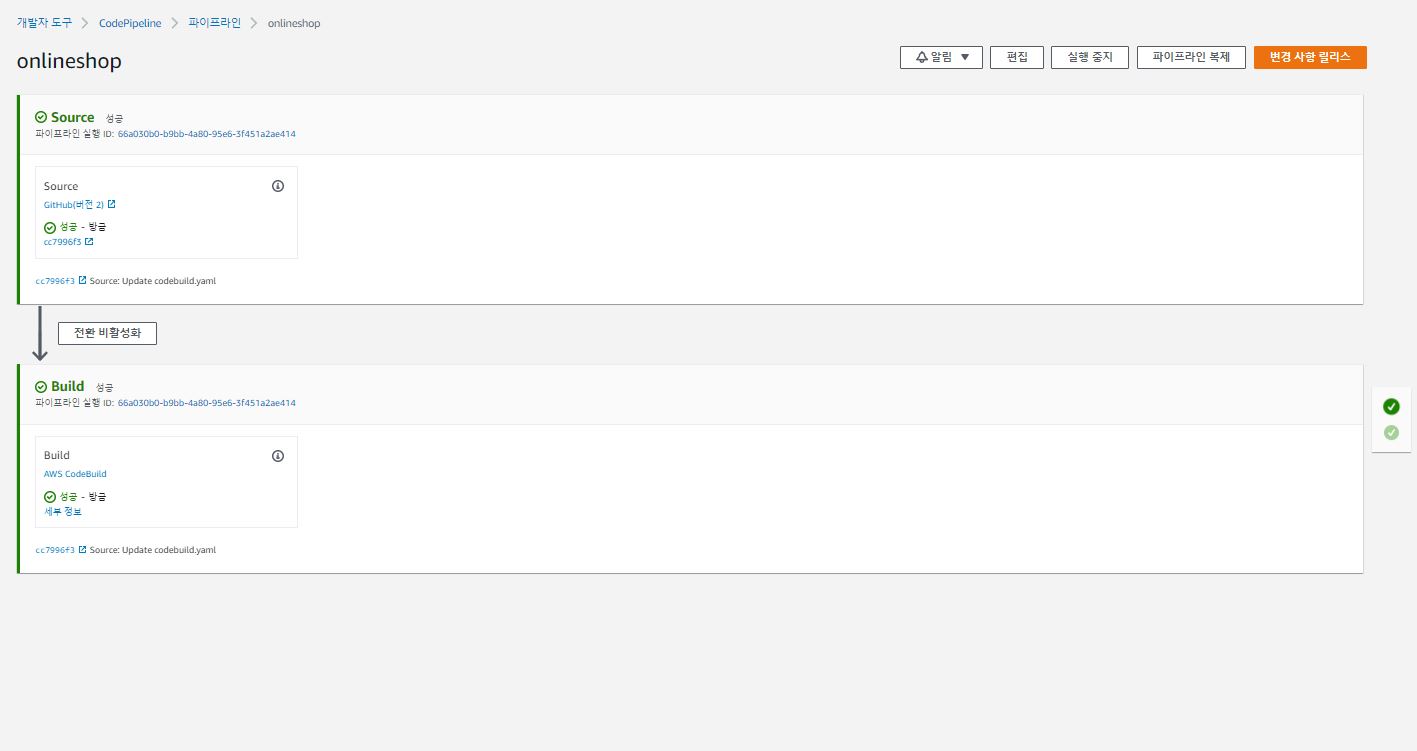 개발자 도구 > CodePipeline > 파이프라인 > onlineshop
onlineshop
알림 ▼ 편집 실행 중지 파이프라인 복제 변경 사항 릴리스
Source 성공
파이프라인 실행 ID: 66a030b0-b9bb-4a80-95e6-3f451a2ae414
Source
GitHub(버전 2)
성공 - 방금
cc7996f3
cc7996f3 Source: Update codebuild.yaml
전환 비활성화
Build 성공
파이프라인 실행 ID: 66a030b0-b9bb-4a80-95e6-3f451a2ae414
Build
AWS CodeBuild
성공 - 방금
세부 정보
cc7996f3 Source: Update codebuild.yaml